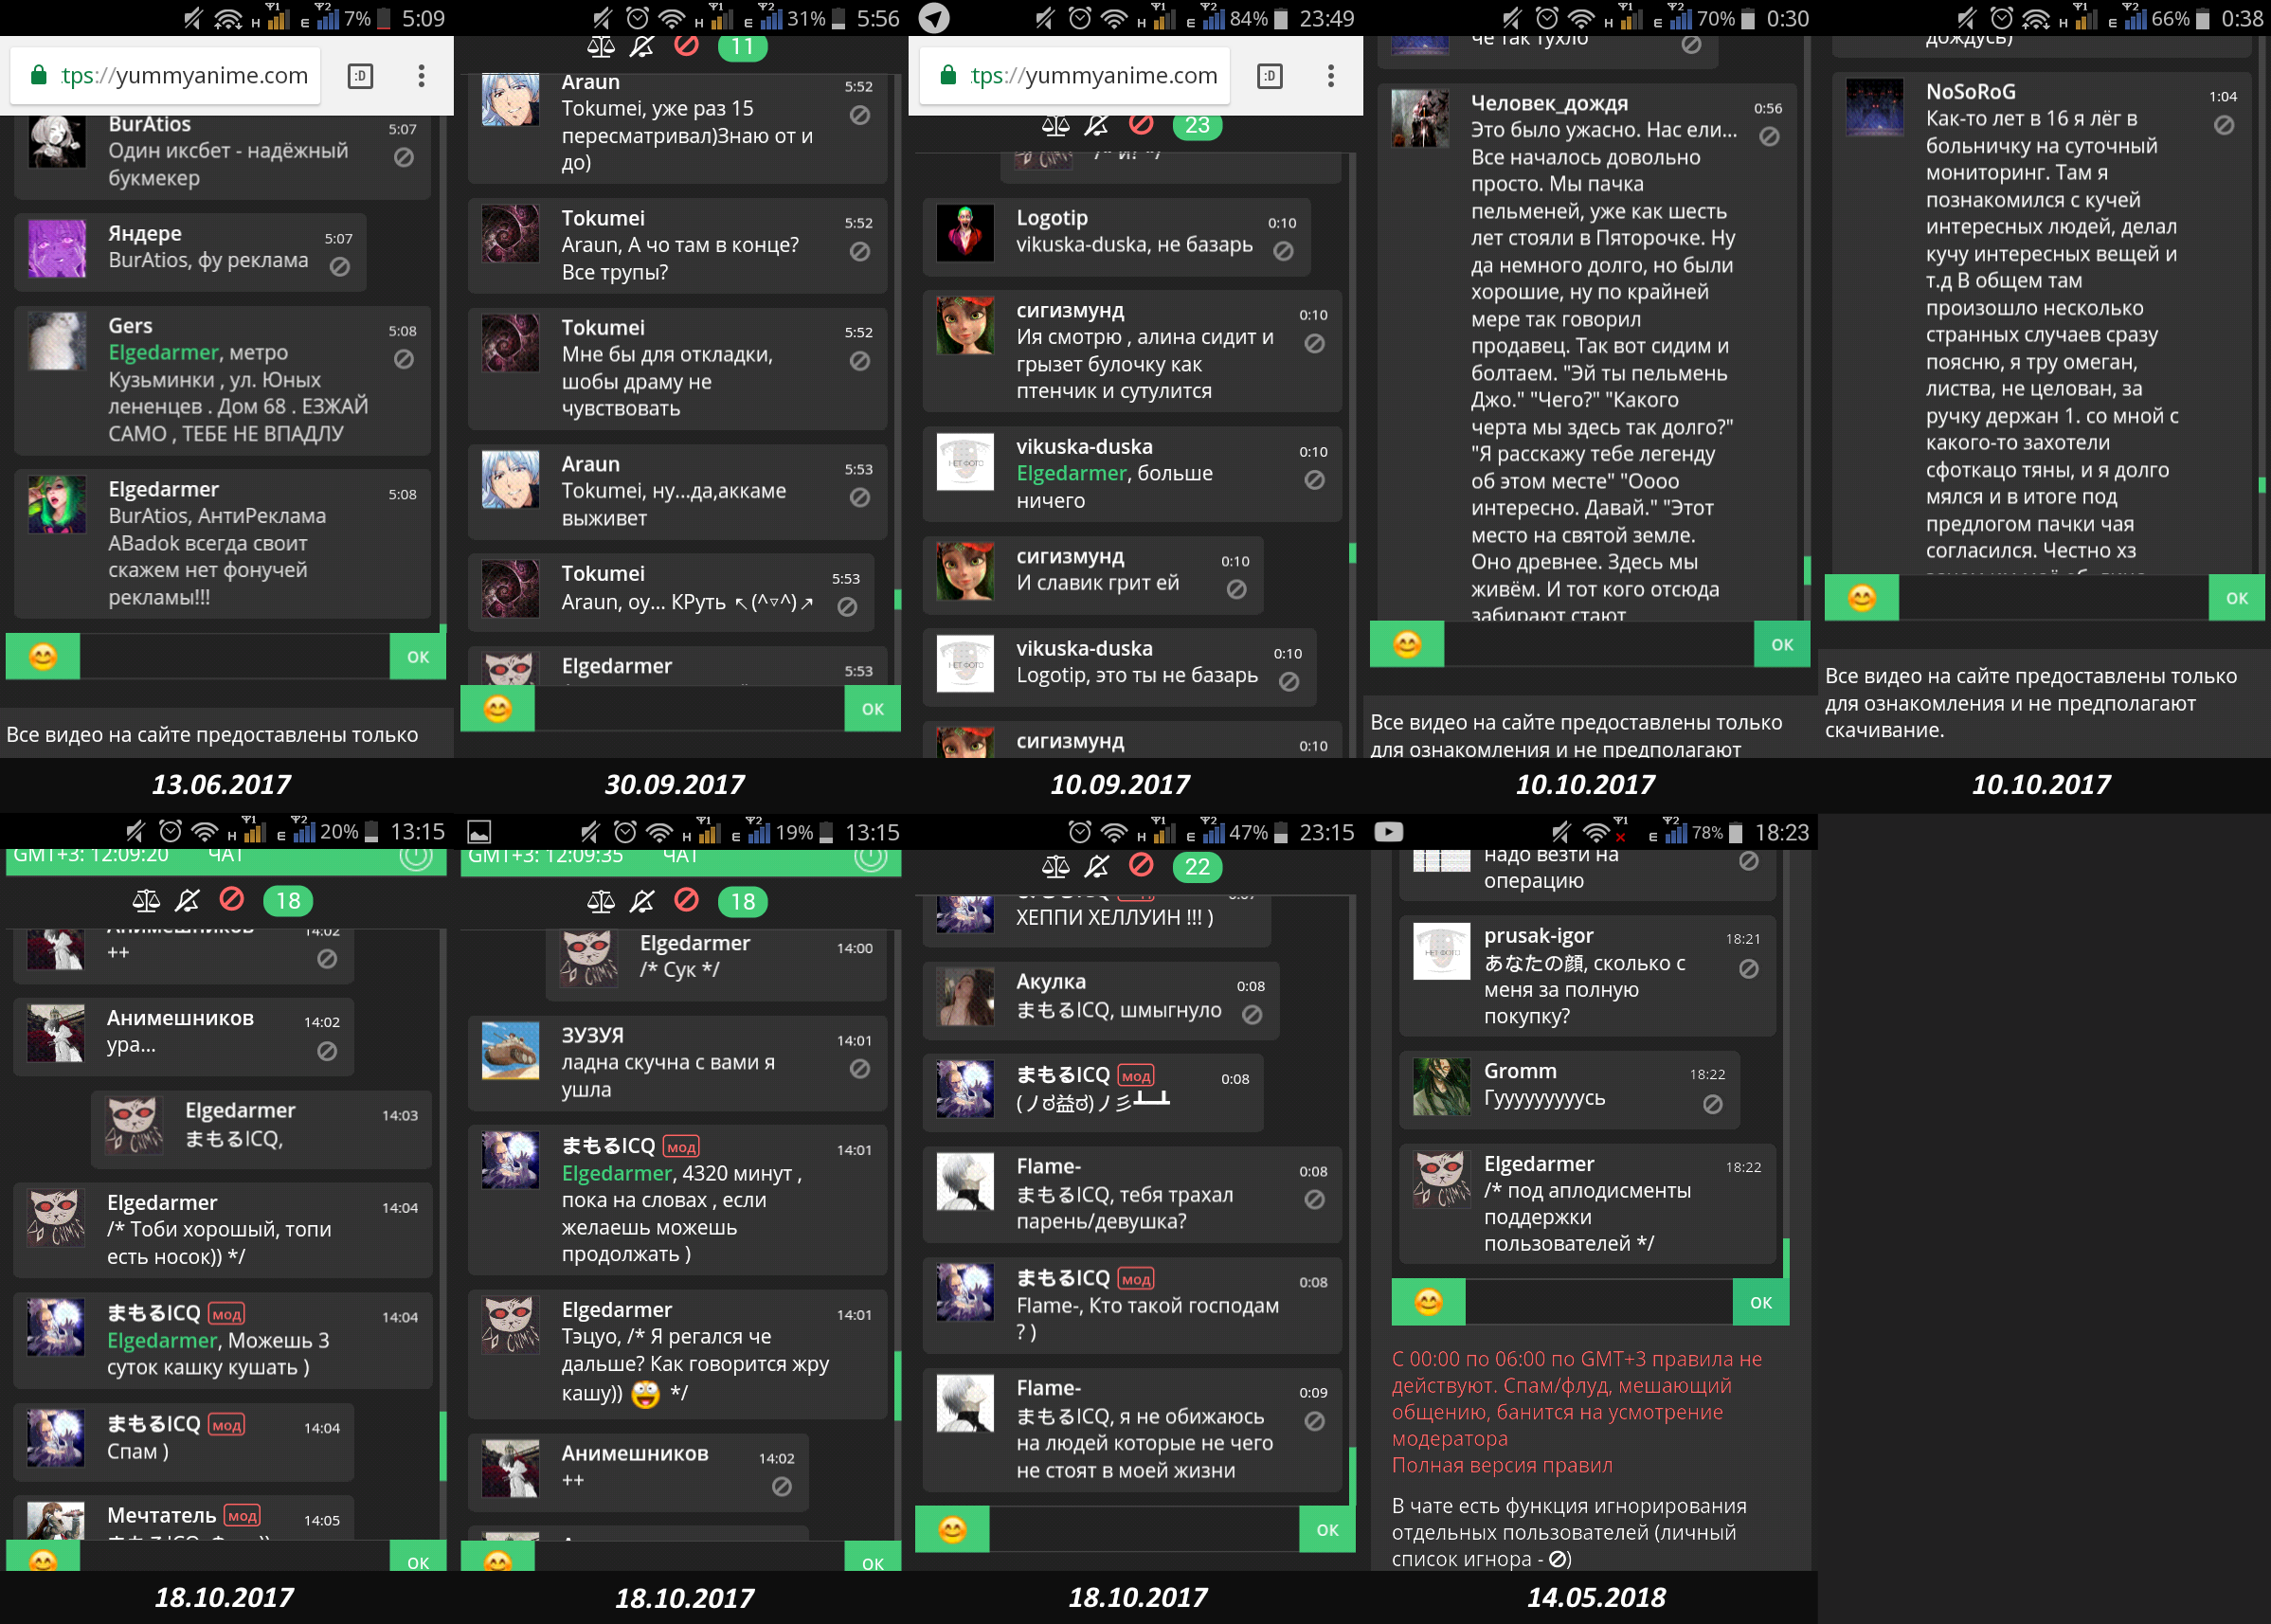 7% 5:09
tps://yummyanime.com :D
BurAtios 5:07
Один иксбет - надёжный
букмекер
Яндере 5:07
BurAtios, фу реклама
Gers 5:08
Elgedarmer, метро
Кузьминки , ул. Юных
лененцев . Дом 68 . ЕЗЖАЙ
САМО , ТЕБЕ НЕ ВПАДЛУ
Elgedarmer 5:08
BurAtios, АнтиРеклама
ABadok всегда своит
скажем нет фонучей
рекламы!!!
ок
Все видео на сайте предоставлены только
13.06.2017
31% 5:56
11
Araun 5:52
Tokumei, уже раз 15
пересматривал)Знаю от и
до)
Tokumei 5:52
Araun, А чо там в конце?
Все трупы?
Tokumei 5:52
Мне бы для откладки,
шобы драму не
чувствовать
Araun 5:53
Tokumei, ну...да,аккаме
выживет
Tokumei 5:53
Araun, оу... КРуть ↖(^▿^)↗
Elgedarmer 5:53
ок
30.09.2017
84% 23:49
tps://yummyanime.com :D
23
/* И? */
Logotip 0:10
vikuska-duska, не базарь
сигизмунд 0:10
Ия смотрю , алина сидит и
грызет булочку как
птенчик и сутулится
vikuska-duska 0:10
Elgedarmer, больше
ничего
сигизмунд 0:10
И славик грит ей
vikuska-duska 0:10
Logotip, это ты не базарь
сигизмунд 0:10
10.09.2017
70% 0:30
че так тухло
Человек_дождя 0:56
Это было ужасно. Нас ели...
Все началось довольно
просто. Мы пачка
пельменей, уже как шесть
лет стояли в Пяторочке. Ну
да немного долго, но были
хорошие, ну по крайней
мере так говорил
продавец. Так вот сидим и
болтаем. "Эй ты пельмень
Джо." "Чего?" "Какого
черта мы здесь так долго?"
"Я расскажу тебе легенду
об этом месте" "Оооо
интересно. Давай." "Этот
место на святой земле.
Оно древнее. Здесь мы
живём. И тот кого отсюда
забирают стают
ок
Все видео на сайте предоставлены только
для ознакомления и не предполагают
10.10.2017
66% 0:38
дождусь)
NoSoRoG 1:04
Как-то лет в 16 я лёг в
больничку на суточный
мониторинг. Там я
познакомился с кучей
интересных людей, делал
кучу интересных вещей и
т.д В общем там
произошло несколько
странных случаев сразу
поясню, я тру омеган,
листва, не целован, за
ручку держан 1. со мной с
какого-то захотели
сфоткацо тяны, и я долго
мялся и в итоге под
предлогом пачки чая
согласился. Честно хз
ок
Все видео на сайте предоставлены только
для ознакомления и не предполагают
скачивание.
10.10.2017
20% 13:15
GMT+3: 12:09:20 ЧАТ
18
Анимешников 14:02
++
Анимешников 14:02
ура...
Elgedarmer 14:03
まもるICQ,
Elgedarmer 14:04
/* Тоби хорошый, топи
есть носок)) */
まもるICQ мод 14:04
Elgedarmer, Можешь 3
суток кашку кушать )
まもるICQ мод 14:04
Спам )
Мечтатель мод 14:05
ок
18.10.2017
19% 13:15
GMT+3: 12:09:35 ЧАТ
18
Elgedarmer 14:00
/* Сук */
ЗУЗУЯ 14:01
ладна скучна с вами я
ушла
まもるICQ мод 14:01
Elgedarmer, 4320 минут ,
пока на словах , если
желаешь можешь
продолжать )
Elgedarmer 14:01
Тэцуо, /* Я регался че
дальше? Как говорится жру
кашу)) */
Анимешников 14:02
++
ок
18.10.2017
47% 23:15
22
ХЕППИ ХЕЛЛУИН !!! )
Акулка 0:08
まもるICQ, шмыгнуло
まもるICQ мод 0:08
(ノಠ益ಠ)ノ彡┻━┻
Flame- 0:08
まもるICQ, тебя трахал
парень/девушка?
まもるICQ мод 0:08
Flame-, Кто такой господам
? )
Flame- 0:09
まもるICQ, я не обижаюсь
на людей которые не чего
не стоят в моей жизни
ок
18.10.2017
78% 18:23
надо везти на
операцию
prusak-igor 18:21
あなたの顔, сколько с
меня за полную
покупку?
Gromm 18:22
Гууууууууусь
Elgedarmer 18:22
/* под аплодисменты
поддержки
пользователей */
ок
С 00:00 по 06:00 по GMT+3 правила не
действуют. Спам/флуд, мешающий
общению, банится на усмотрение
модератора
Полная версия правил
В чате есть функция игнорирования
отдельных пользователей (личный
список игнора - )
14.05.2018